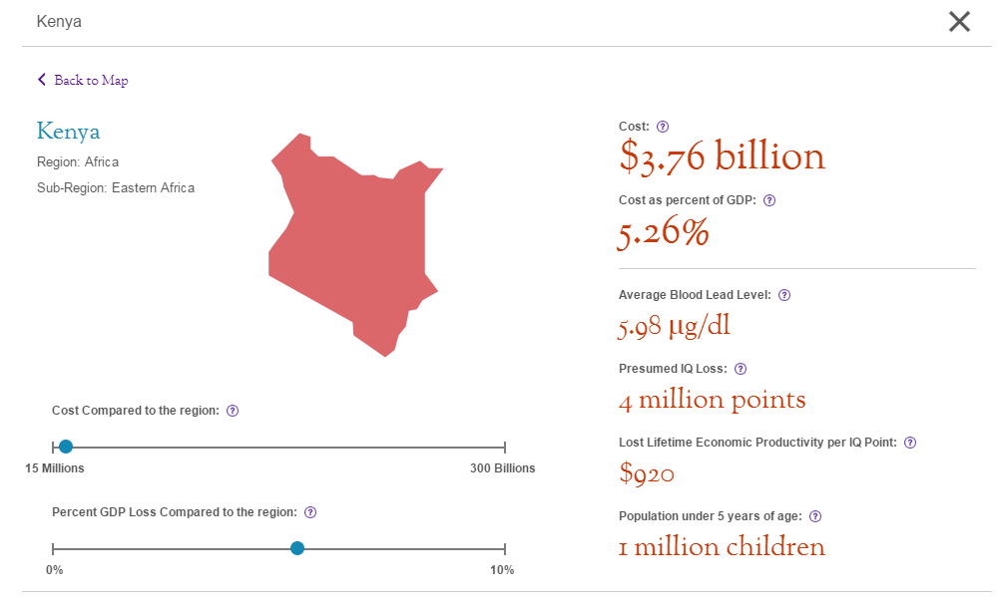 Kenya
Back to Map
Kenya
Region: Africa
Sub-Region: Eastern Africa
Cost Compared to the region: ?
15 Millions 300 Billions
Percent GDP Loss Compared to the region: ?
0% 10%
Cost: ?
$3.76 billion
Cost as percent of GDP: ?
5.26%
Average Blood Lead Level: ?
5.98 µg/dl
Presumed IQ Loss: ?
4 million points
Lost Lifetime Economic Productivity per IQ Point: ?
$920
Population under 5 years of age: ?
1 million children